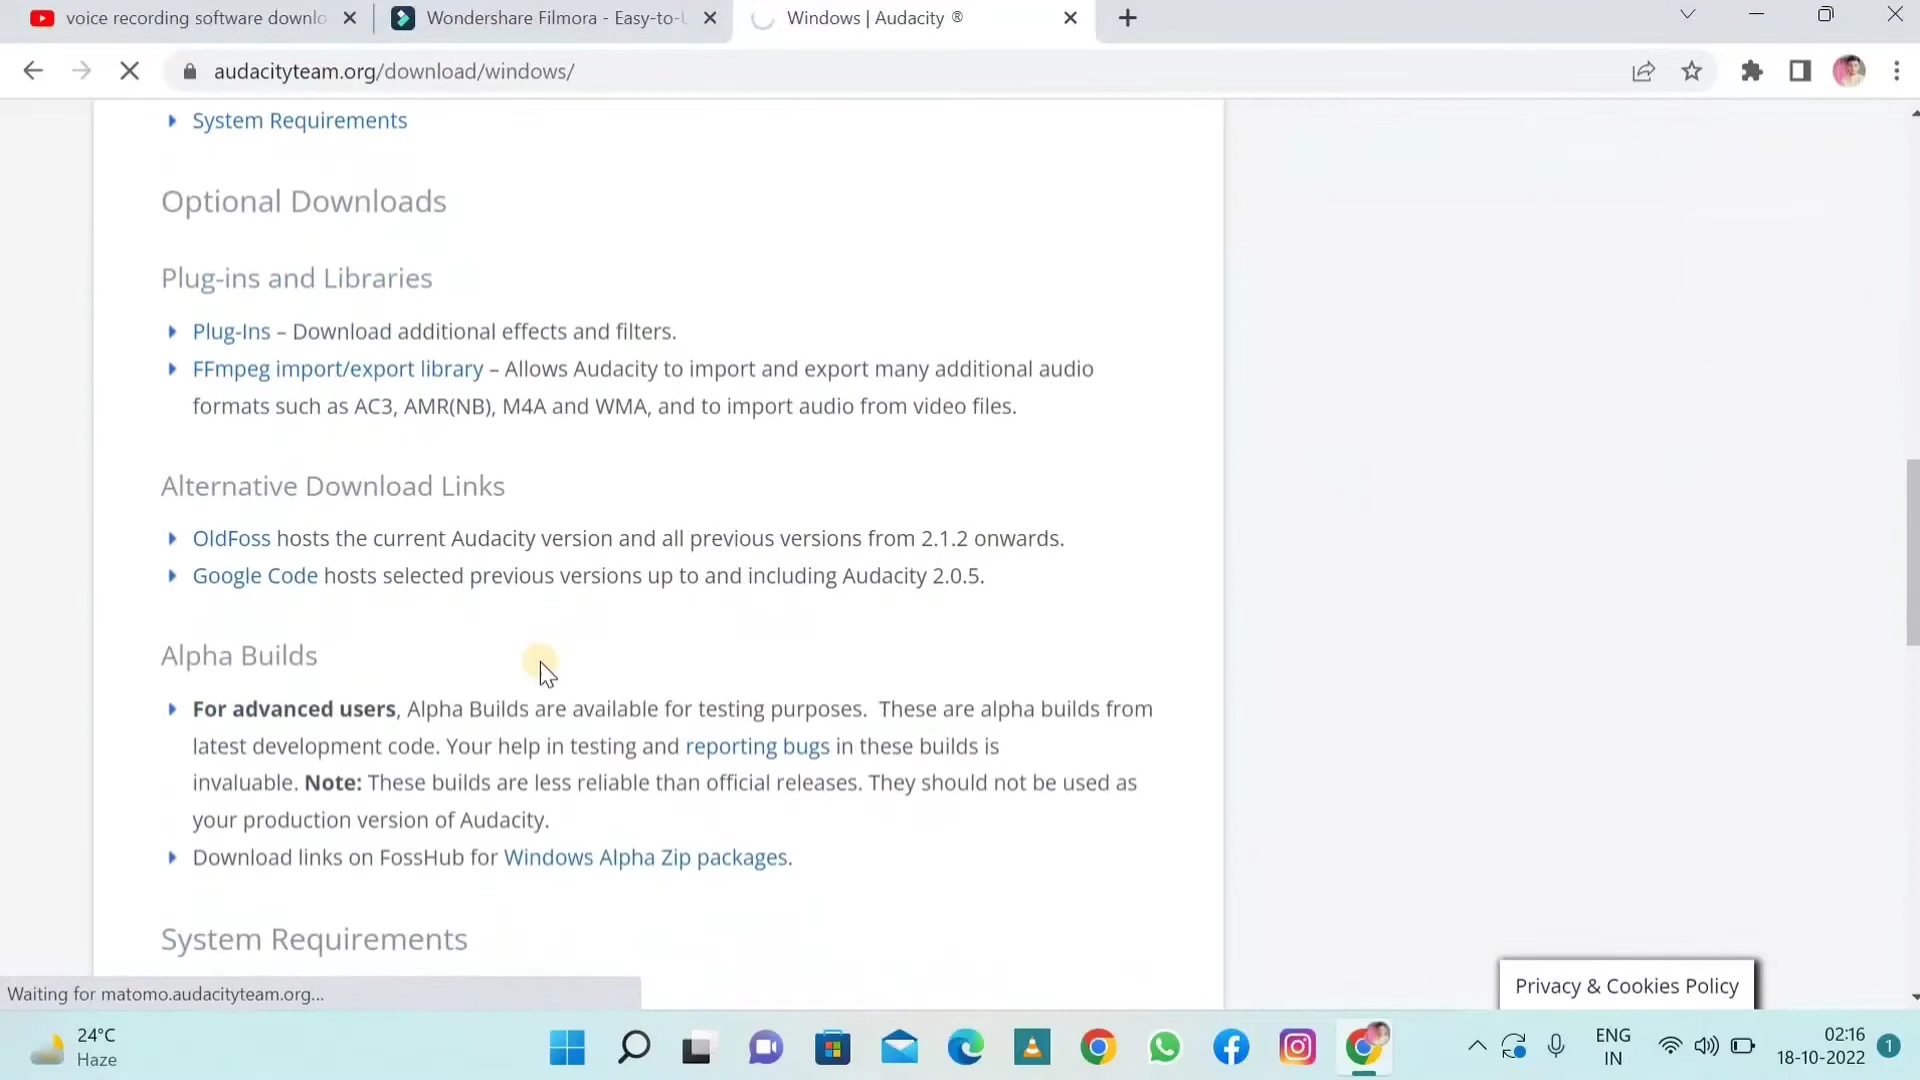 voice recording software downlo
Wondershare Filmora - Easy-to-U
Windows | Audacity ®
audacityteam.org/download/windows/
System Requirements
Optional Downloads
Plug-ins and Libraries
Plug-Ins – Download additional effects and filters.
FFmpeg import/export library – Allows Audacity to import and export many additional audio
formats such as AC3, AMR(NB), M4A and WMA, and to import audio from video files.
Alternative Download Links
OldFoss hosts the current Audacity version and all previous versions from 2.1.2 onwards.
Google Code hosts selected previous versions up to and including Audacity 2.0.5.
Alpha Builds
For advanced users, Alpha Builds are available for testing purposes. These are alpha builds from
latest development code. Your help in testing and reporting bugs in these builds is
invaluable. Note: These builds are less reliable than official releases. They should not be used as
your production version of Audacity.
Download links on FossHub for Windows Alpha Zip packages.
System Requirements
Privacy & Cookies Policy
Waiting for matomo.audacityteam.org...
24°C
Haze
ENG
IN
02:16
18-10-2022
1